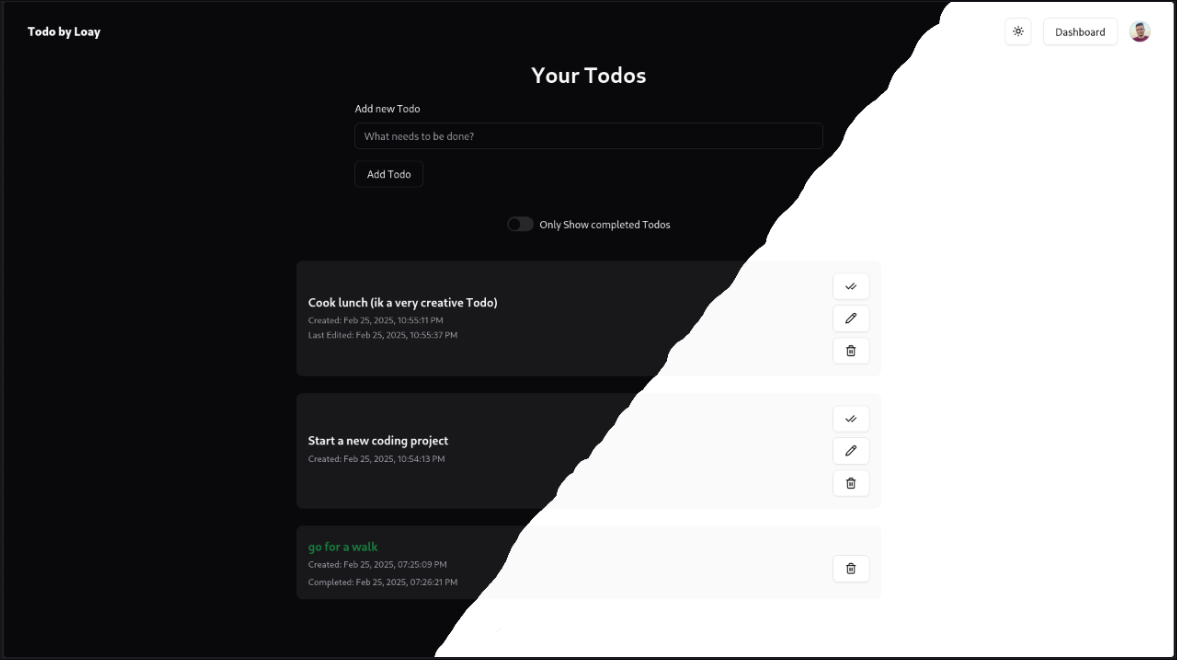 Todo by Loay
Dashboard
Your Todos
Add new Todo
What needs to be done?
Add Todo
Only Show completed Todos
Cook lunch (ik a very creative Todo)
Created: Feb 25, 2025, 10:55:11 PM
Last Edited: Feb 25, 2025, 10:55:37 PM
Start a new coding project
Created: Feb 25, 2025, 10:54:13 PM
go for a walk
Created: Feb 25, 2025, 07:25:09 PM
Completed: Feb 25, 2025, 07:26:21 PM